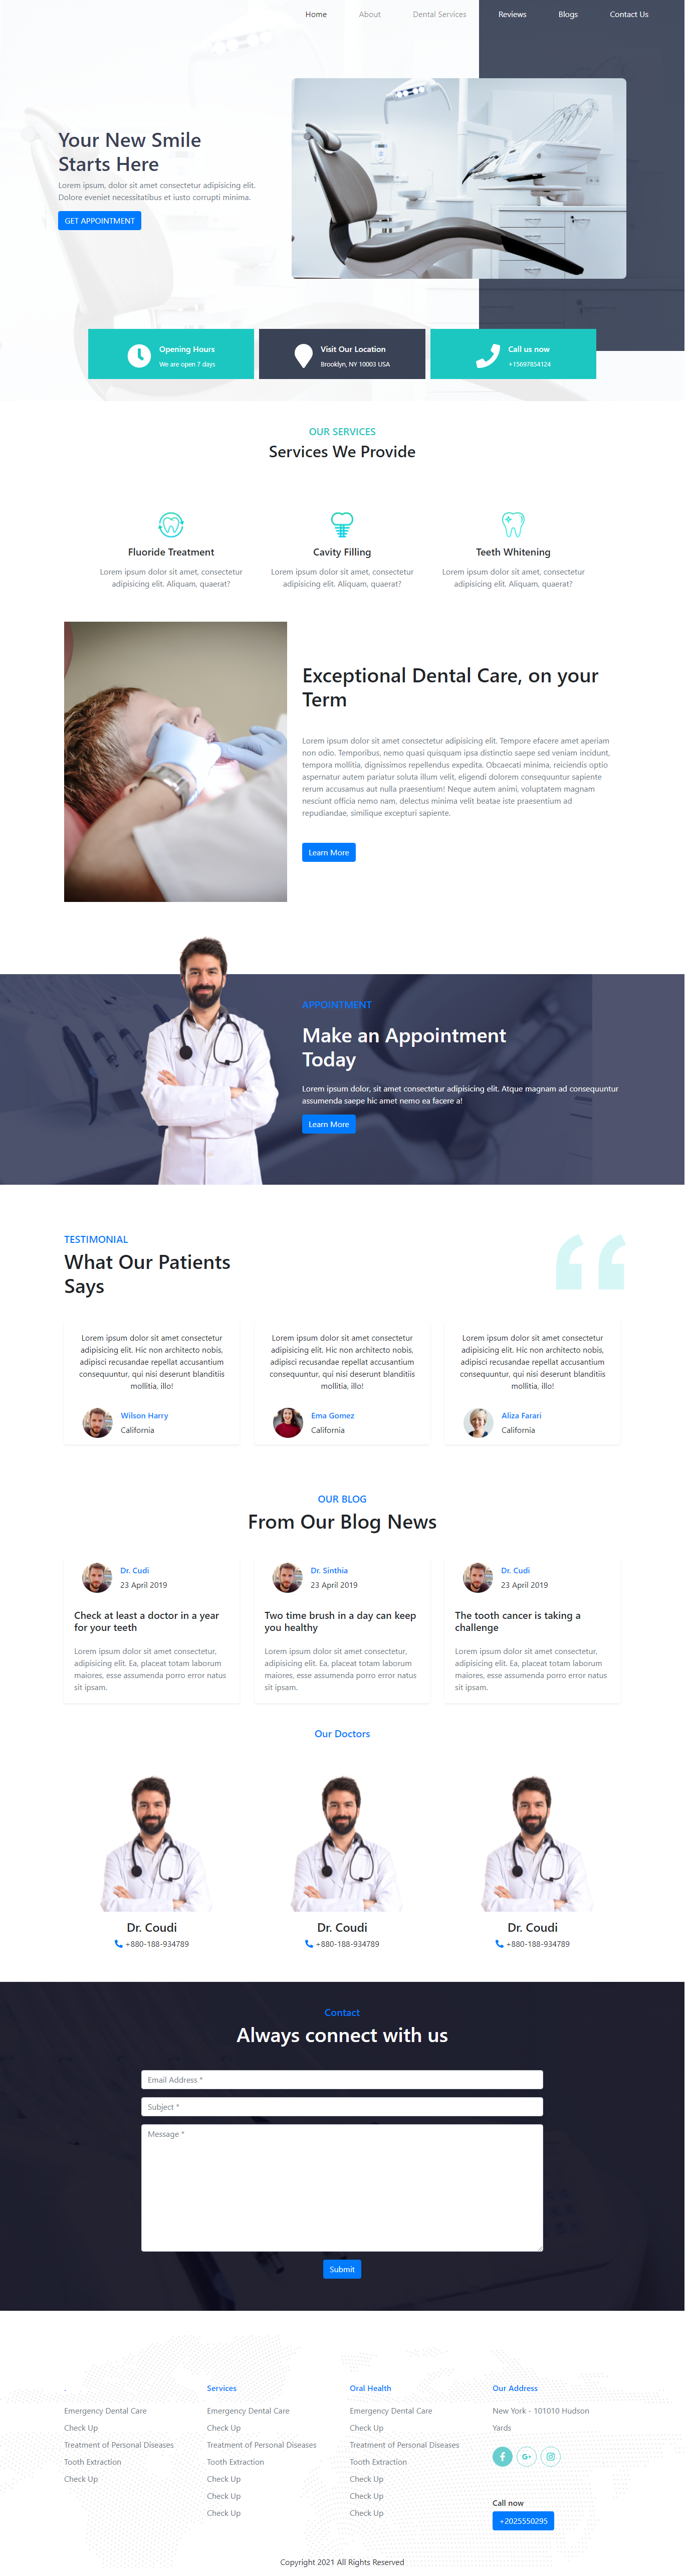 Home About Dental Services Reviews Blogs Contact Us
Your New Smile
Starts Here
Lorem ipsum, dolor sit amet consectetur adipisicing elit.
Dolore eveniet necessitatibus et iusto corrupti minima.
GET APPOINTMENT
Opening Hours
We are open 7 days
Visit Our Location
Brooklyn, NY 10003 USA
Call us now
+15697854124
OUR SERVICES
Services We Provide
Fluoride Treatment
Lorem ipsum dolor sit amet, consectetur
adipisicing elit. Aliquam, quaerat?
Cavity Filling
Lorem ipsum dolor sit amet, consectetur
adipisicing elit. Aliquam, quaerat?
Teeth Whitening
Lorem ipsum dolor sit amet, consectetur
adipisicing elit. Aliquam, quaerat?
Exceptional Dental Care, on your
Term
Lorem ipsum dolor sit amet consectetur adipisicing elit. Tempore efacere amet aperiam
non odio. Temporibus, nemo quasi quisquam ipsa distinctio saepe sed veniam incidunt,
tempora mollitia, dignissimos repellendus expedita. Obcaecati minima, reiciendis optio
aspernatur autem pariatur soluta illum velit, eligendi dolorem consequuntur sapiente
rerum accusamus aut nulla praesentium! Neque autem animi, voluptatem magnam
nesciunt officia nemo nam, delectus minima velit beatae iste praesentium ad
repudiandae, similique excepturi sapiente.
Learn More
APPOINTMENT
Make an Appointment
Today
Lorem ipsum dolor, sit amet consectetur adipisicing elit. Atque magnam ad consequuntur
assumenda saepe hic amet nemo ea facere a!
Learn More
TESTIMONIAL
What Our Patients
Says
Lorem ipsum dolor sit amet consectetur
adipisicing elit. Hic non architecto nobis,
adipisci recusandae repellat accusantium
consequuntur, qui nisi deserunt blanditiis
mollitia, illo!
Wilson Harry
California
Lorem ipsum dolor sit amet consectetur
adipisicing elit. Hic non architecto nobis,
adipisci recusandae repellat accusantium
consequuntur, qui nisi deserunt blanditiis
mollitia, illo!
Ema Gomez
California
Lorem ipsum dolor sit amet consectetur
adipisicing elit. Hic non architecto nobis,
adipisci recusandae repellat accusantium
consequuntur, qui nisi deserunt blanditiis
mollitia, illo!
Aliza Farari
California
OUR BLOG
From Our Blog News
Dr. Cudi
23 April 2019
Check at least a doctor in a year
for your teeth
Lorem ipsum dolor sit amet consectetur,
adipisicing elit. Ea, placeat totam laborum
maiores, esse assumenda porro error natus
sit ipsam.
Dr. Sinthia
23 April 2019
Two time brush in a day can keep
you healthy
Lorem ipsum dolor sit amet consectetur,
adipisicing elit. Ea, placeat totam laborum
maiores, esse assumenda porro error natus
sit ipsam.
Dr. Cudi
23 April 2019
The tooth cancer is taking a
challenge
Lorem ipsum dolor sit amet consectetur,
adipisicing elit. Ea, placeat totam laborum
maiores, esse assumenda porro error natus
sit ipsam.
Our Doctors
Dr. Coudi
+880-188-934789
Dr. Coudi
+880-188-934789
Dr. Coudi
+880-188-934789
Contact
Always connect with us
Email Address *
Subject *
Message *
Submit
.
Emergency Dental Care
Check Up
Treatment of Personal Diseases
Tooth Extraction
Check Up
Services
Emergency Dental Care
Check Up
Treatment of Personal Diseases
Tooth Extraction
Check Up
Check Up
Check Up
Oral Health
Emergency Dental Care
Check Up
Treatment of Personal Diseases
Tooth Extraction
Check Up
Check Up
Check Up
Our Address
New York - 101010 Hudson
Yards
Call now
+2025550295
Copyright 2021 All Rights Reserved